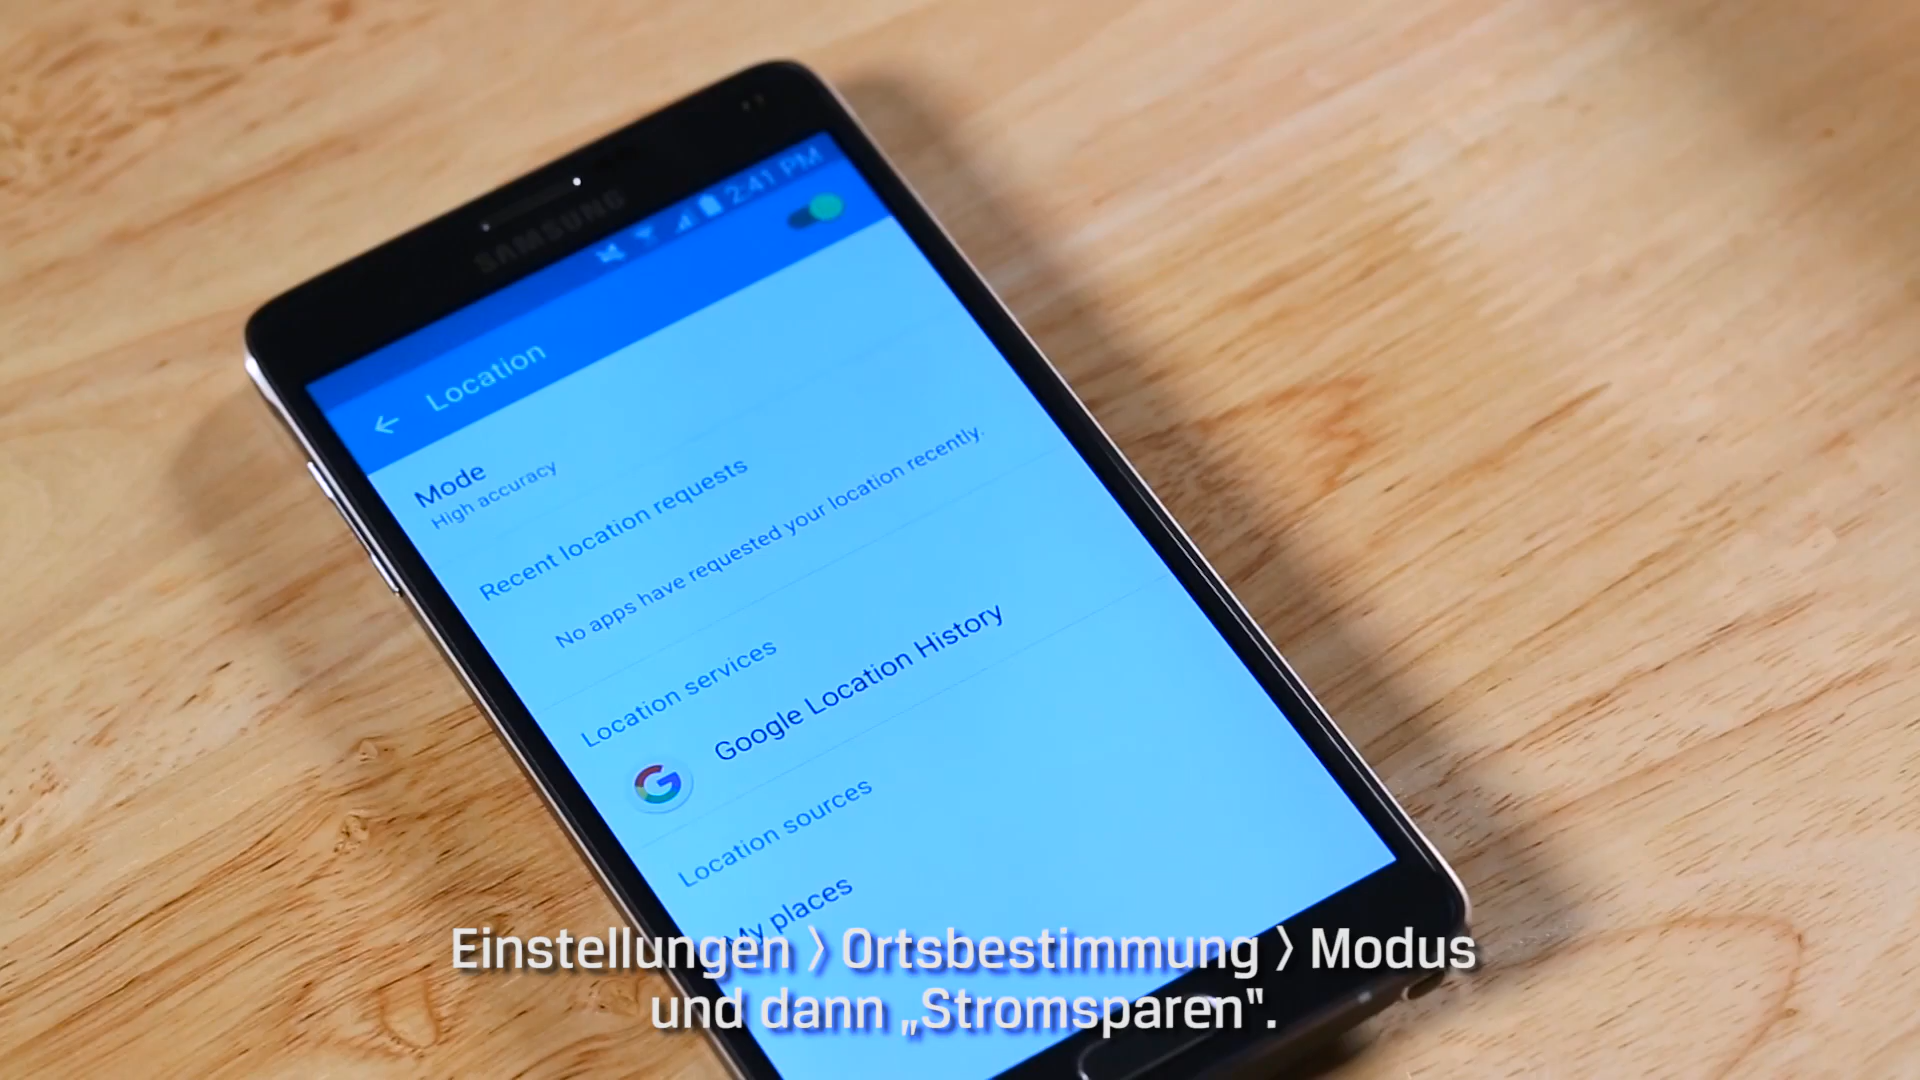 SAMSUNG
2:41 PM
Location
Mode
High accuracy
Recent location requests
No apps have requested your location recently.
Location services
Google Location History
Location sources
My places
Einstellungen 〉 Ortsbestimmung 〉 Modus
und dann „Stromsparen".